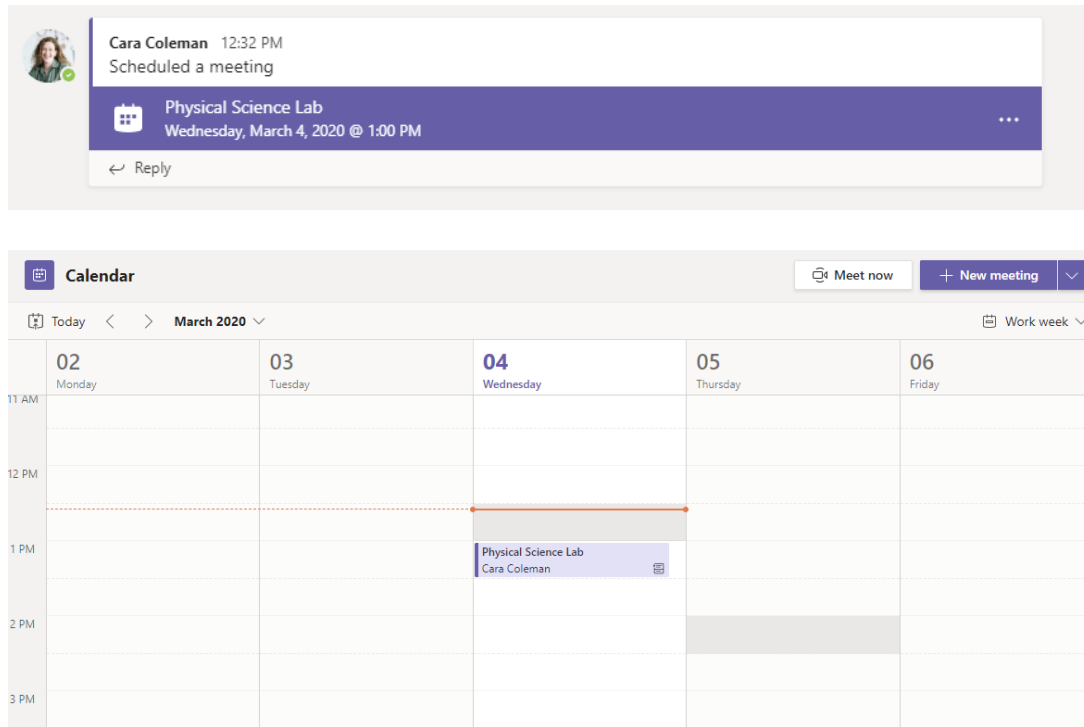 Cara Coleman 12:32 PM
Scheduled a meeting
Physical Science Lab
Wednesday, March 4, 2020 @ 1:00 PM
Reply
Calendar
Meet now
New meeting
Today
March 2020
Work week
02
Monday
03
Tuesday
04
Wednesday
05
Thursday
06
Friday
11 AM
12 PM
1 PM
Physical Science Lab
Cara Coleman
2 PM
3 PM